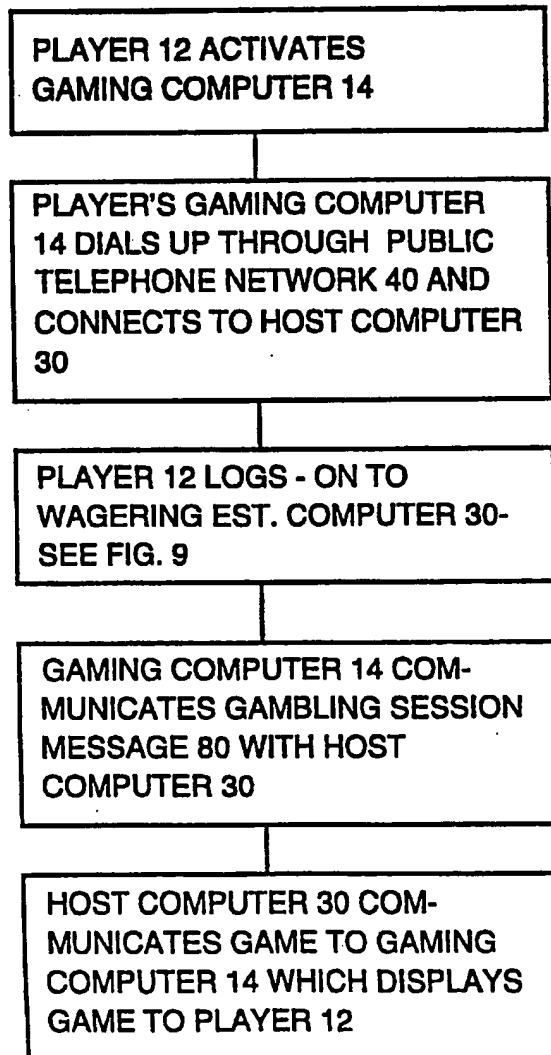 PLAYER 12 ACTIVATES
GAMING COMPUTER 14
PLAYER'S GAMING COMPUTER
14 DIALS UP THROUGH PUBLIC
TELEPHONE NETWORK 40 AND
CONNECTS TO HOST COMPUTER
30
PLAYER 12 LOGS - ON TO
WAGERING EST. COMPUTER 30-
SEE FIG. 9
GAMING COMPUTER 14 COM-
MUNICATES GAMBLING SESSION
MESSAGE 80 WITH HOST
COMPUTER 30
HOST COMPUTER 30 COM-
MUNICATES GAME TO GAMING
COMPUTER 14 WHICH DISPLAYS
GAME TO PLAYER 12